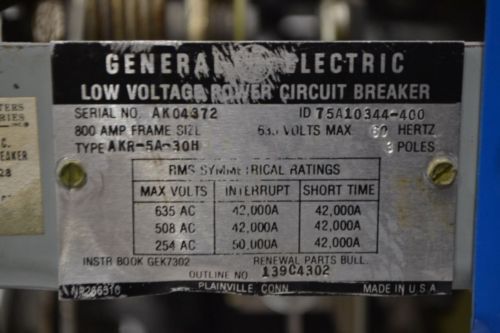 GENERAL ELECTRIC
LOW VOLTAGE POWER CIRCUIT BREAKER
SERIAL NO. AK04372 ID 75A10344-400
800 AMP FRAME SIZE 635 VOLTS MAX 60 HERTZ
TYPE AKR-5A-30H 3 POLES
RMS SYMMETRICAL RATINGS
MAX VOLTS INTERRUPT SHORT TIME
635 AC 42,000A 42,000A
508 AC 42,000A 42,000A
254 AC 50,000A 42,000A
INSTR BOOK GEK7302 RENEWAL PARTS BULL.
OUTLINE NO. 139C4302
PLAINVILLE, CONN. MADE IN U.S.A
C.
BREAKER